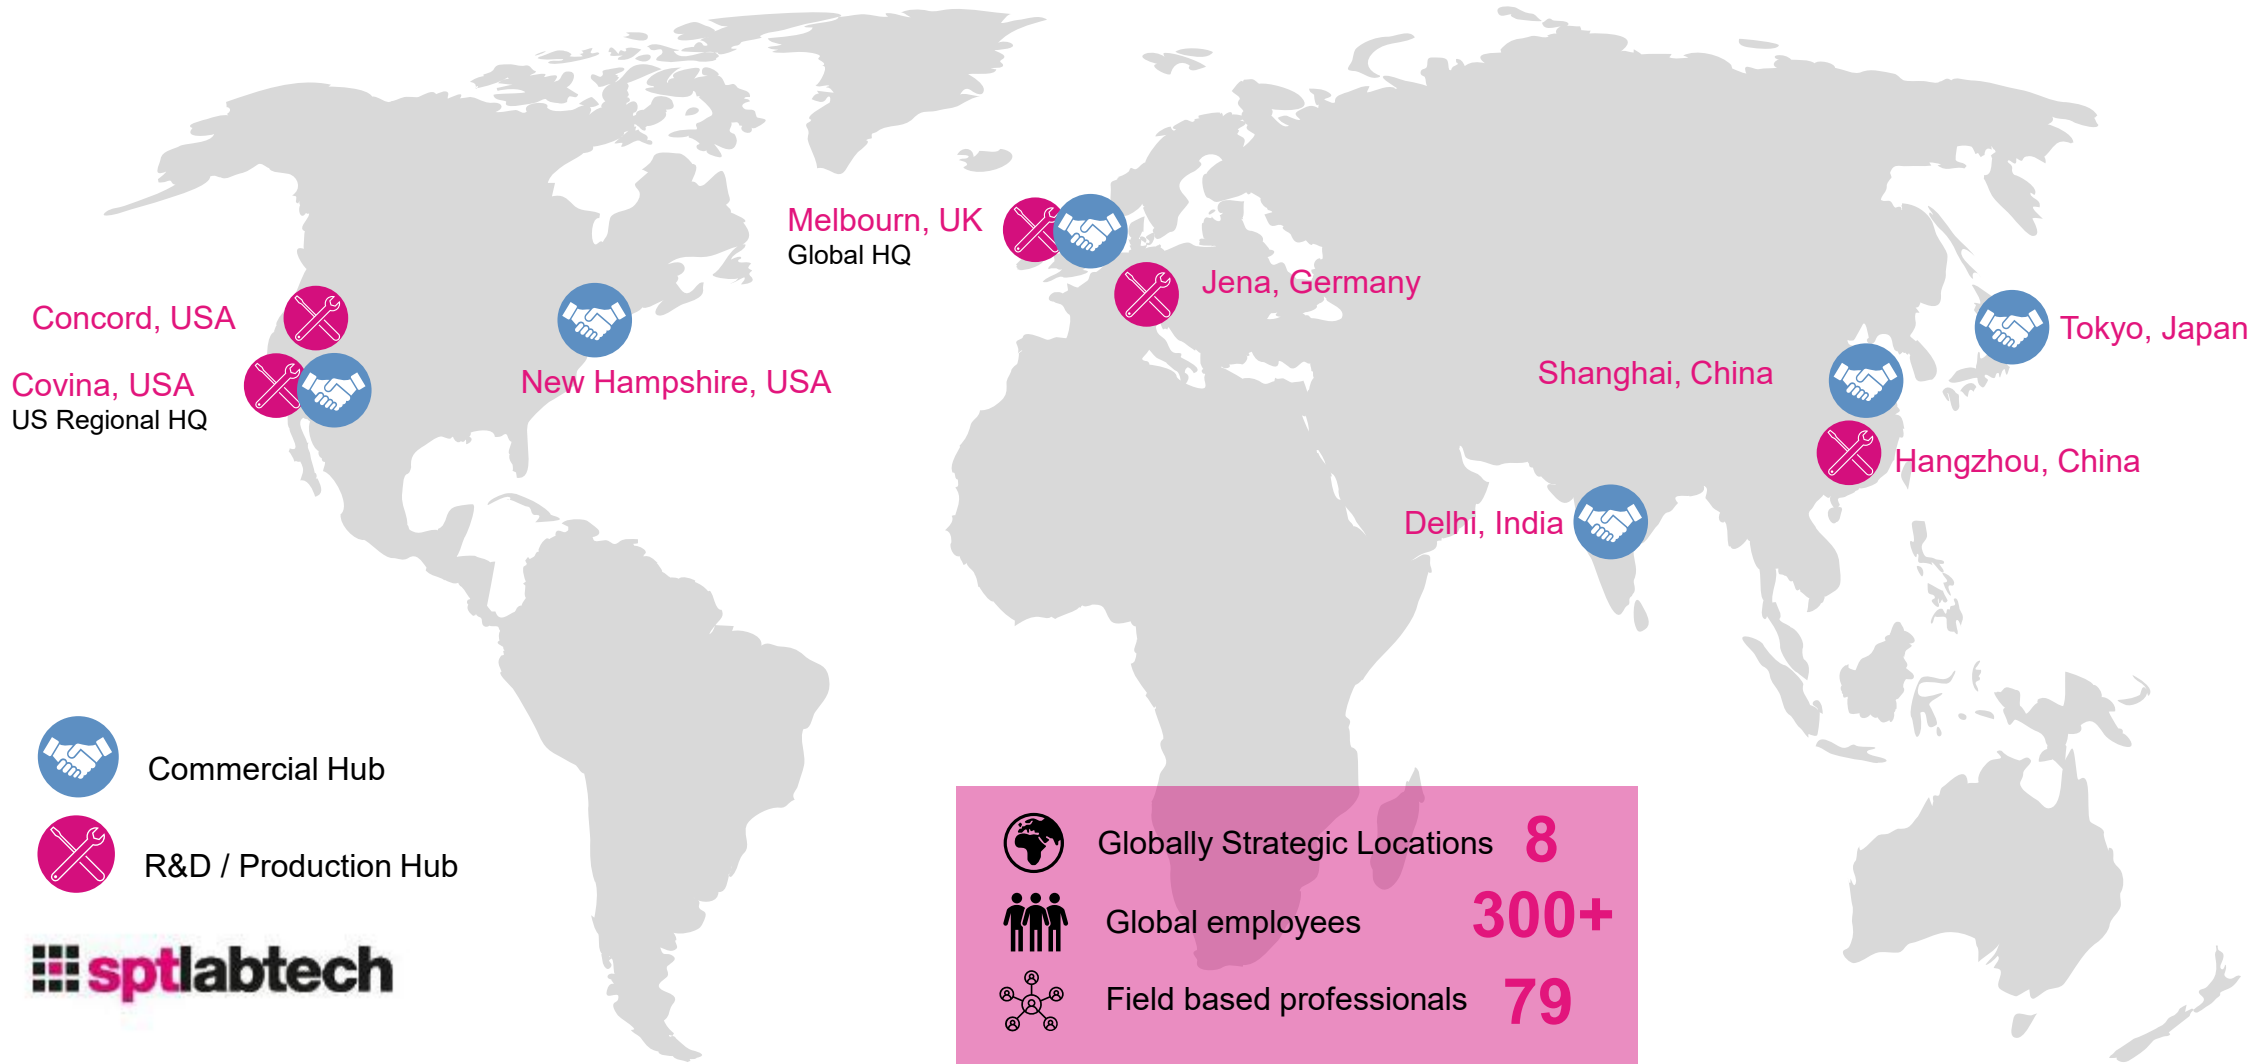 Melbourn, UK
Global HQ
Jena, Germany
Concord, USA
Covina, USA
US Regional HQ
New Hampshire, USA
Tokyo, Japan
Shanghai, China
Hangzhou, China
Delhi, India
Commercial Hub
R&D / Production Hub
sptlabtech
Globally Strategic Locations 8
Global employees 300+
Field based professionals 79